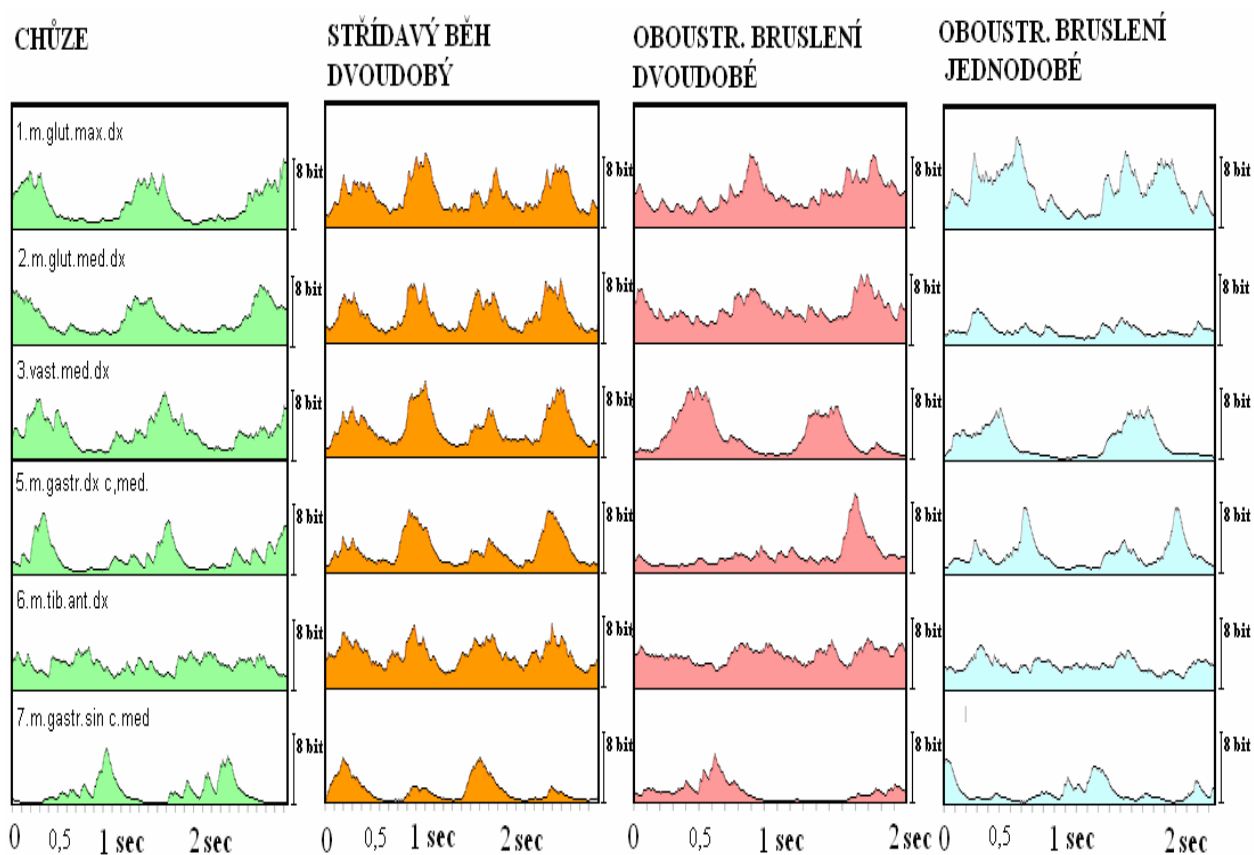 CHŮZE
STŘÍDAVÝ BĚH
DVOUDOBÝ
OBOUSTR. BRUSLENÍ
DVOUDOBÉ
OBOUSTR. BRUSLENÍ
JEDNODOBÉ
1.m.glut.max.dx
8 bit
8 bit
8 bit
8 bit
2.m.glut.med.dx
8 bit
8 bit
8 bit
8 bit
3.vast.med.dx
8 bit
8 bit
8 bit
8 bit
5.m.gastr.dx c,med.
8 bit
8 bit
8 bit
8 bit
6.m.tib.ant.dx
8 bit
8 bit
8 bit
8 bit
7.m.gastr.sin c.med
8 bit
8 bit
8 bit
8 bit
0 0,5 1 sec 2 sec
0 0,5 1 sec 2 sec
0 0,5 1 sec 2 sec
0 0,5 1 sec 2 sec